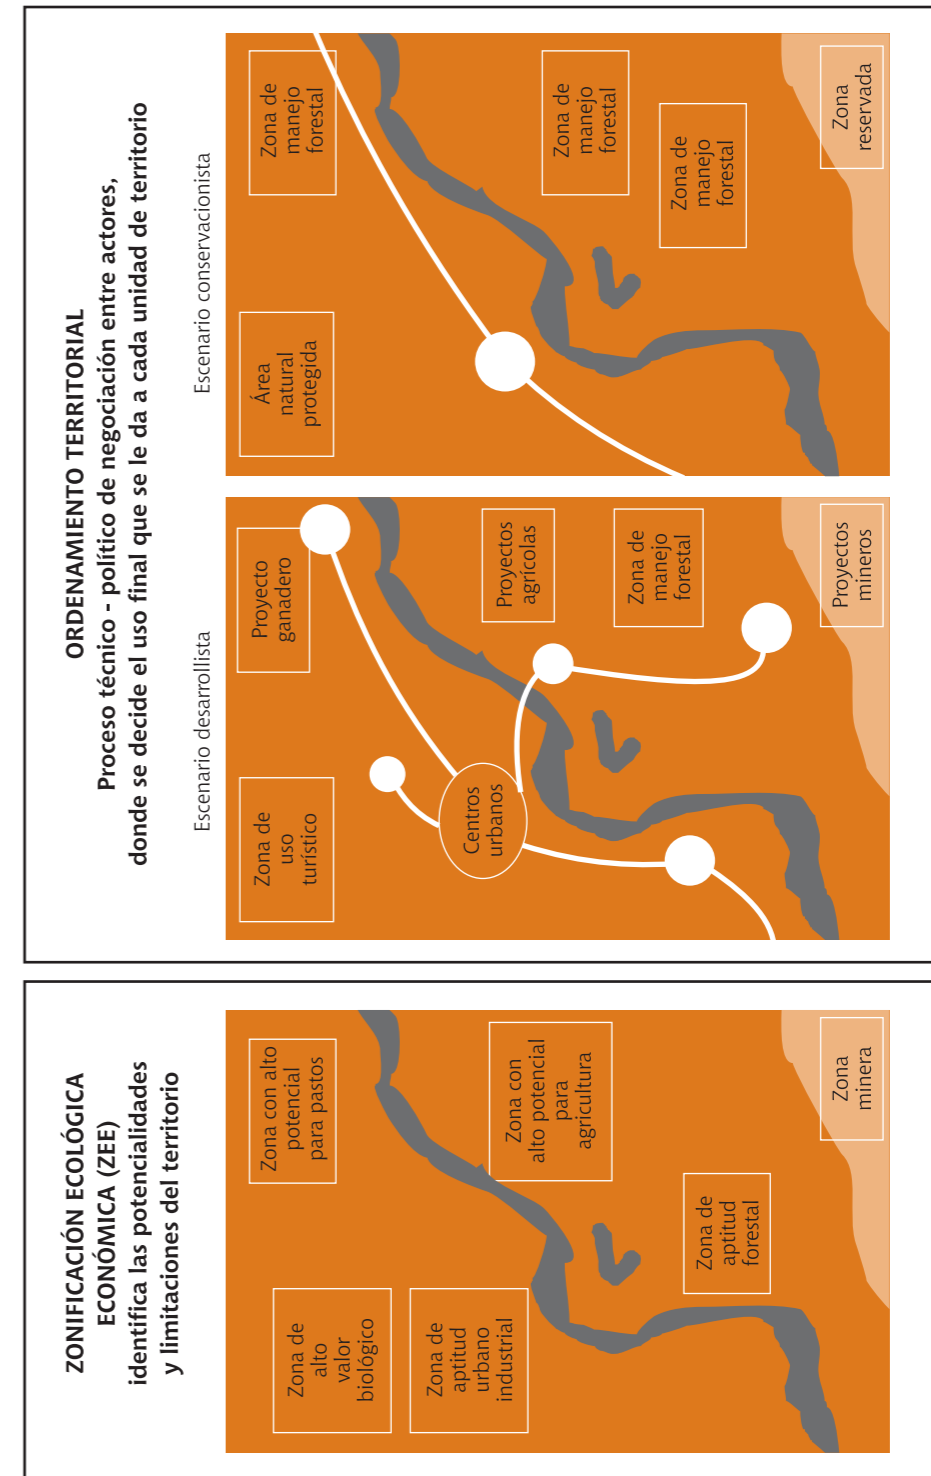 ZONIFICACIÓN ECOLÓGICA
ECONÓMICA (ZEE)
identifica las potencialidades
y limitaciones del territorio
Zona de
alto
valor
biológico
Zona con alto
potencial
para pastos
Zona de
aptitud
urbano
industrial
Zona con
alto potencial
para
agricultura
Zona de
aptitud
forestal
Zona
minera
ORDENAMIENTO TERRITORIAL
Proceso técnico - político de negociación entre actores,
donde se decide el uso final que se le da a cada unidad de territorio
Escenario desarrollista
Zona de
uso
turístico
Proyecto
ganadero
Centros
urbanos
Proyectos
agrícolas
Zona de
manejo
forestal
Proyectos
mineros
Escenario conservacionista
Área
natural
protegida
Zona de
manejo
forestal
Zona de
manejo
forestal
Zona de
manejo
forestal
Zona
reservada